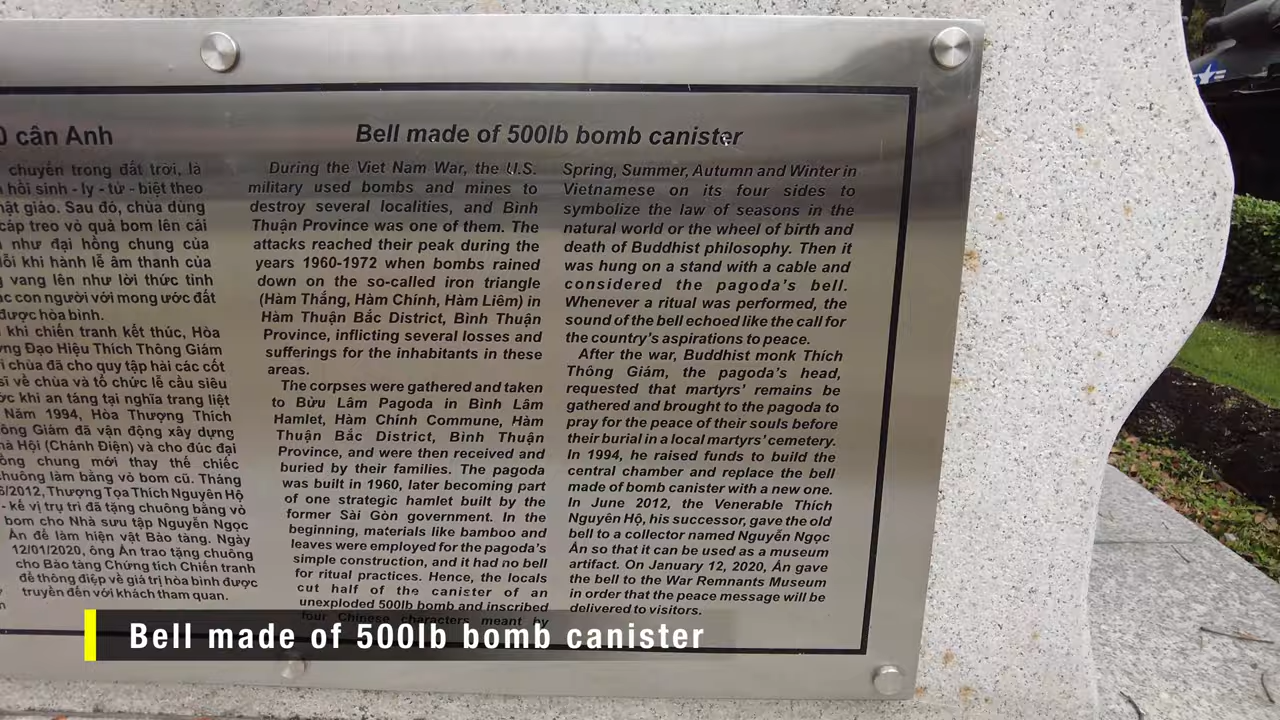 0 cân Anh
chuyển trong đất trời, là
hồi sinh - ly - tử - biệt theo
hật giáo. Sau đó, chùa dùng
cáp treo vỏ quả bom lên cái
như đại hồng chung của
ỗi khi hành lễ âm thanh của
vang lên như lời thức tỉnh
ác con người với mong ước đất
được hòa bình.
khi chiến tranh kết thúc, Hòa
ợng Đạo Hiệu Thích Thông Giám
ì chùa đã cho quy tập hài các cốt
sĩ về chùa và tổ chức lễ cầu siêu
ớc khi an táng tại nghĩa trang liệt
Năm 1994, Hòa Thượng Thích
ông Giám đã vận động xây dựng
hà Hội (Chánh Điện) và cho đúc đại
ồng chung mới thay thế chiếc
chuông làm bằng vỏ bom cũ. Tháng
6/2012, Thượng Tọa Thích Nguyên Hộ
- kế vị trụ trì đã tặng chuông bằng vỏ
bom cho Nhà sưu tập Nguyễn Ngọc
Ẩn để làm hiện vật Bảo tàng. Ngày
12/01/2020, ông Ẩn trao tặng chuông
cho Bảo tàng Chứng tích Chiến tranh
để thông điệp về giá trị hòa bình được
truyền đến với khách tham quan.
Bell made of 500lb bomb canister
During the Viet Nam War, the U.S.
military used bombs and mines to
destroy several localities, and Bình
Thuận Province was one of them. The
attacks reached their peak during the
years 1960-1972 when bombs rained
down on the so-called iron triangle
(Hàm Thắng, Hàm Chính, Hàm Liêm) in
Hàm Thuận Bắc District, Bình Thuận
Province, inflicting several losses and
sufferings for the inhabitants in these
areas.
The corpses were gathered and taken
to Bửu Lâm Pagoda in Bình Lâm
Hamlet, Hàm Chính Commune, Hàm
Thuận Bắc District, Bình Thuận
Province, and were then received and
buried by their families. The pagoda
was built in 1960, later becoming part
of one strategic hamlet built by the
former Sài Gòn government. In the
beginning, materials like bamboo and
leaves were employed for the pagoda's
simple construction, and it had no bell
for ritual practices. Hence, the locals
cut half of the canister of an
unexploded 500lb bomb and inscribed
four Chinese characters meant by
Spring, Summer, Autumn and Winter in
Vietnamese on its four sides to
symbolize the law of seasons in the
natural world or the wheel of birth and
death of Buddhist philosophy. Then it
was hung on a stand with a cable and
considered the pagoda's bell.
Whenever a ritual was performed, the
sound of the bell echoed like the call for
the country's aspirations to peace.
After the war, Buddhist monk Thích
Thông Giám, the pagoda's head,
requested that martyrs' remains be
gathered and brought to the pagoda to
pray for the peace of their souls before
their burial in a local martyrs' cemetery.
In 1994, he raised funds to build the
central chamber and replace the bell
made of bomb canister with a new one.
In June 2012, the Venerable Thích
Nguyên Hộ, his successor, gave the old
bell to a collector named Nguyễn Ngọc
Ẩn so that it can be used as a museum
artifact. On January 12, 2020, Ẩn gave
the bell to the War Remnants Museum
in order that the peace message will be
delivered to visitors.
Bell made of 500lb bomb canister